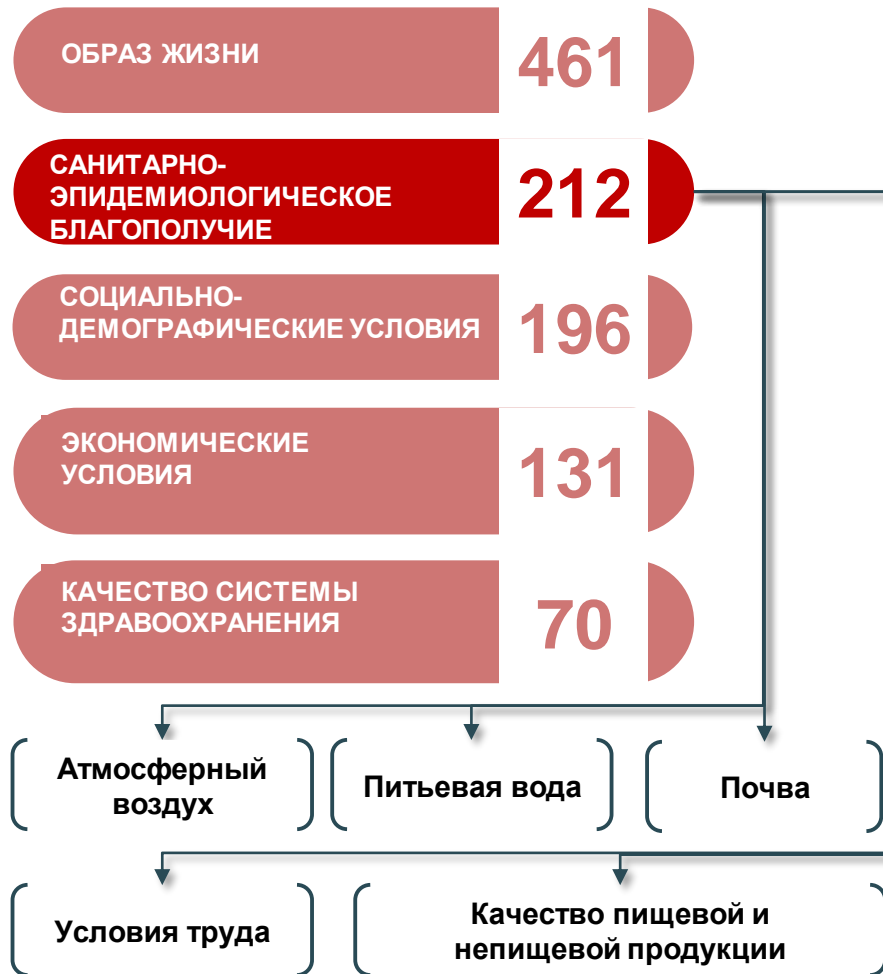 ОБРАЗ ЖИЗНИ
461
САНИТАРНО-
ЭПИДЕМИОЛОГИЧЕСКОЕ
БЛАГОПОЛУЧИЕ
212
СОЦИАЛЬНО-
ДЕМОГРАФИЧЕСКИЕ УСЛОВИЯ
196
ЭКОНОМИЧЕСКИЕ
УСЛОВИЯ
131
КАЧЕСТВО СИСТЕМЫ
ЗДРАВООХРАНЕНИЯ
70
Атмосферный
воздух
Питьевая вода
Почва
Условия труда
Качество пищевой и
непищевой продукции